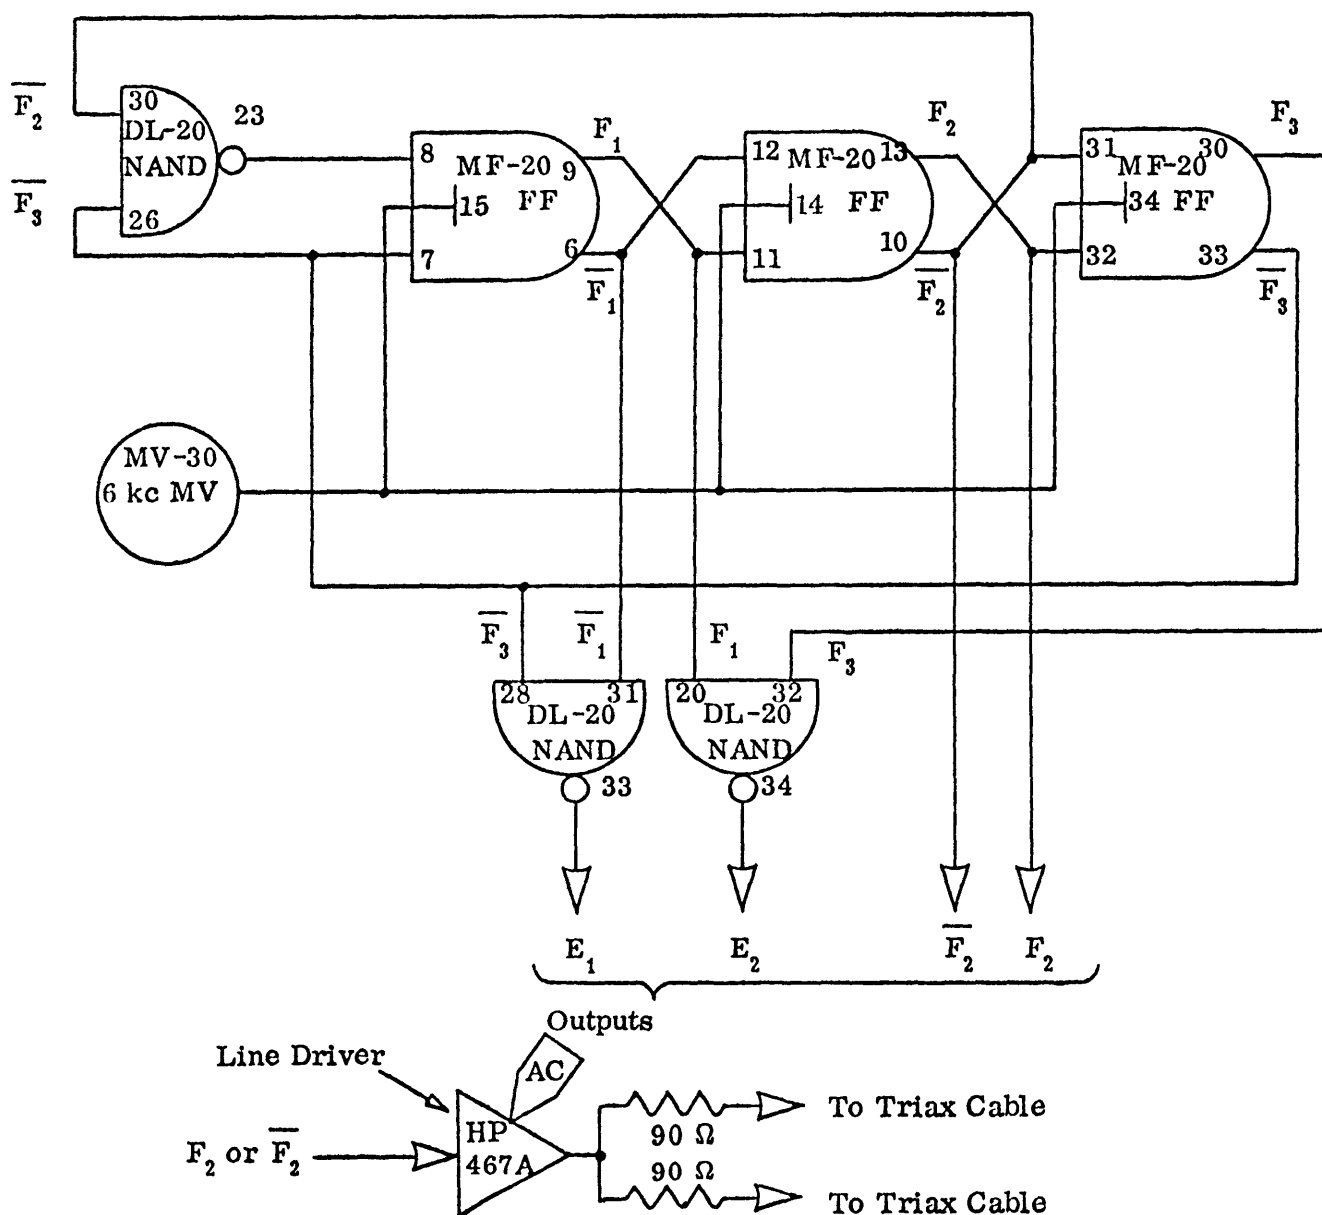 F̅₂
30
DL-20
NAND
23
F̅₃
26
8
MF-20
9
15
FF
7
6
F₁
F̅₁
12
MF-20
13
14
FF
11
10
F₂
F̅₂
31
MF-20
30
34
FF
32
33
F₃
F̅₃
MV-30
6 kc MV
F̅₃
F̅₁
F₁
F₃
28
31
DL-20
NAND
33
20
32
DL-20
NAND
34
E₁
E₂
F̅₂
F₂
Outputs
Line Driver
AC
F₂ or F̅₂
HP
467A
90 Ω
To Triax Cable
90 Ω
To Triax Cable